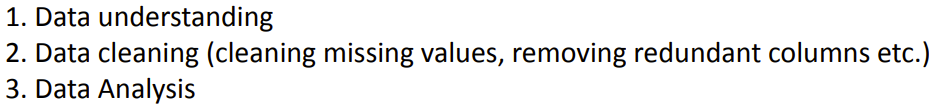 1. Data understanding
2. Data cleaning (cleaning missing values, removing redundant columns etc.)
3. Data Analysis